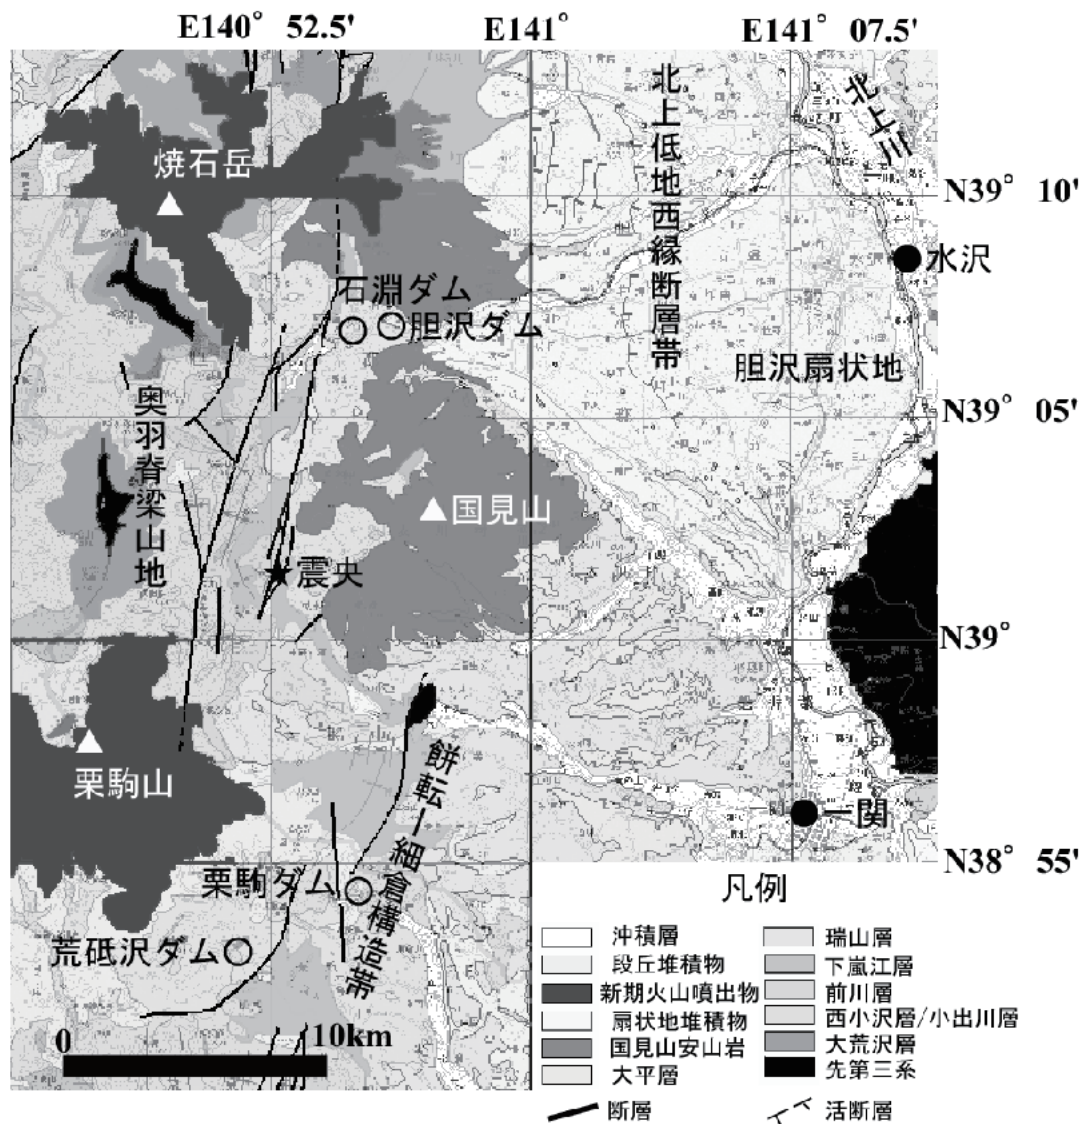 E140° 52.5'
E141°
E141° 07.5'
北上低地西縁断層帯
北上川
焼石岳
N39° 10'
水沢
石淵ダム
胆沢ダム
胆沢扇状地
奥羽脊梁山地
N39° 05'
国見山
震央
N39°
栗駒山
餅転ー細倉構造帯
一関
栗駒ダム
N38° 55'
荒砥沢ダム
0
10km
凡例
沖積層
段丘堆積物
新期火山噴出物
扇状地堆積物
国見山安山岩
大平層
断層
瑞山層
下嵐江層
前川層
西小沢層/小出川層
大荒沢層
先第三系
活断層